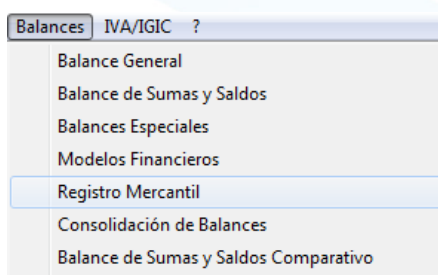 Balances IVA/IGIC ?
Balance General
Balance de Sumas y Saldos
Balances Especiales
Modelos Financieros
Registro Mercantil
Consolidación de Balances
Balance de Sumas y Saldos Comparativo